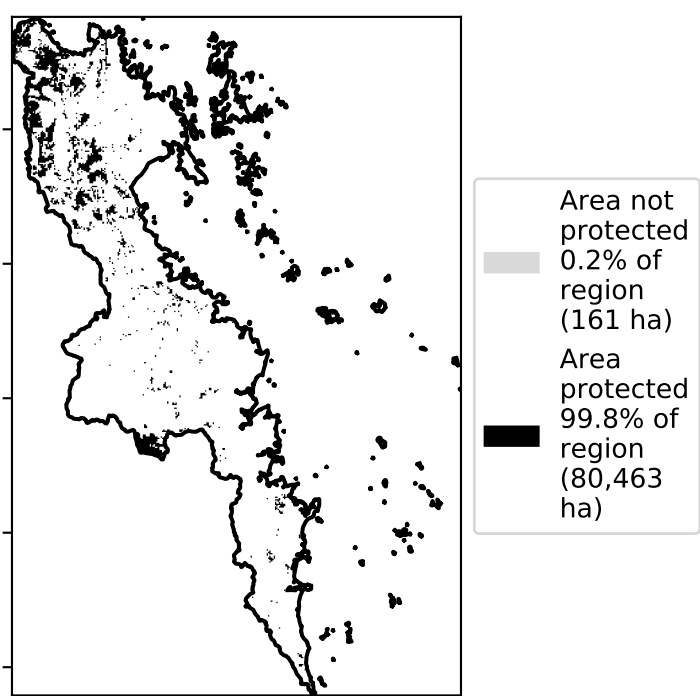 Area not
protected
0.2% of
region
(161 ha)
Area
protected
99.8% of
region
(80,463
ha)